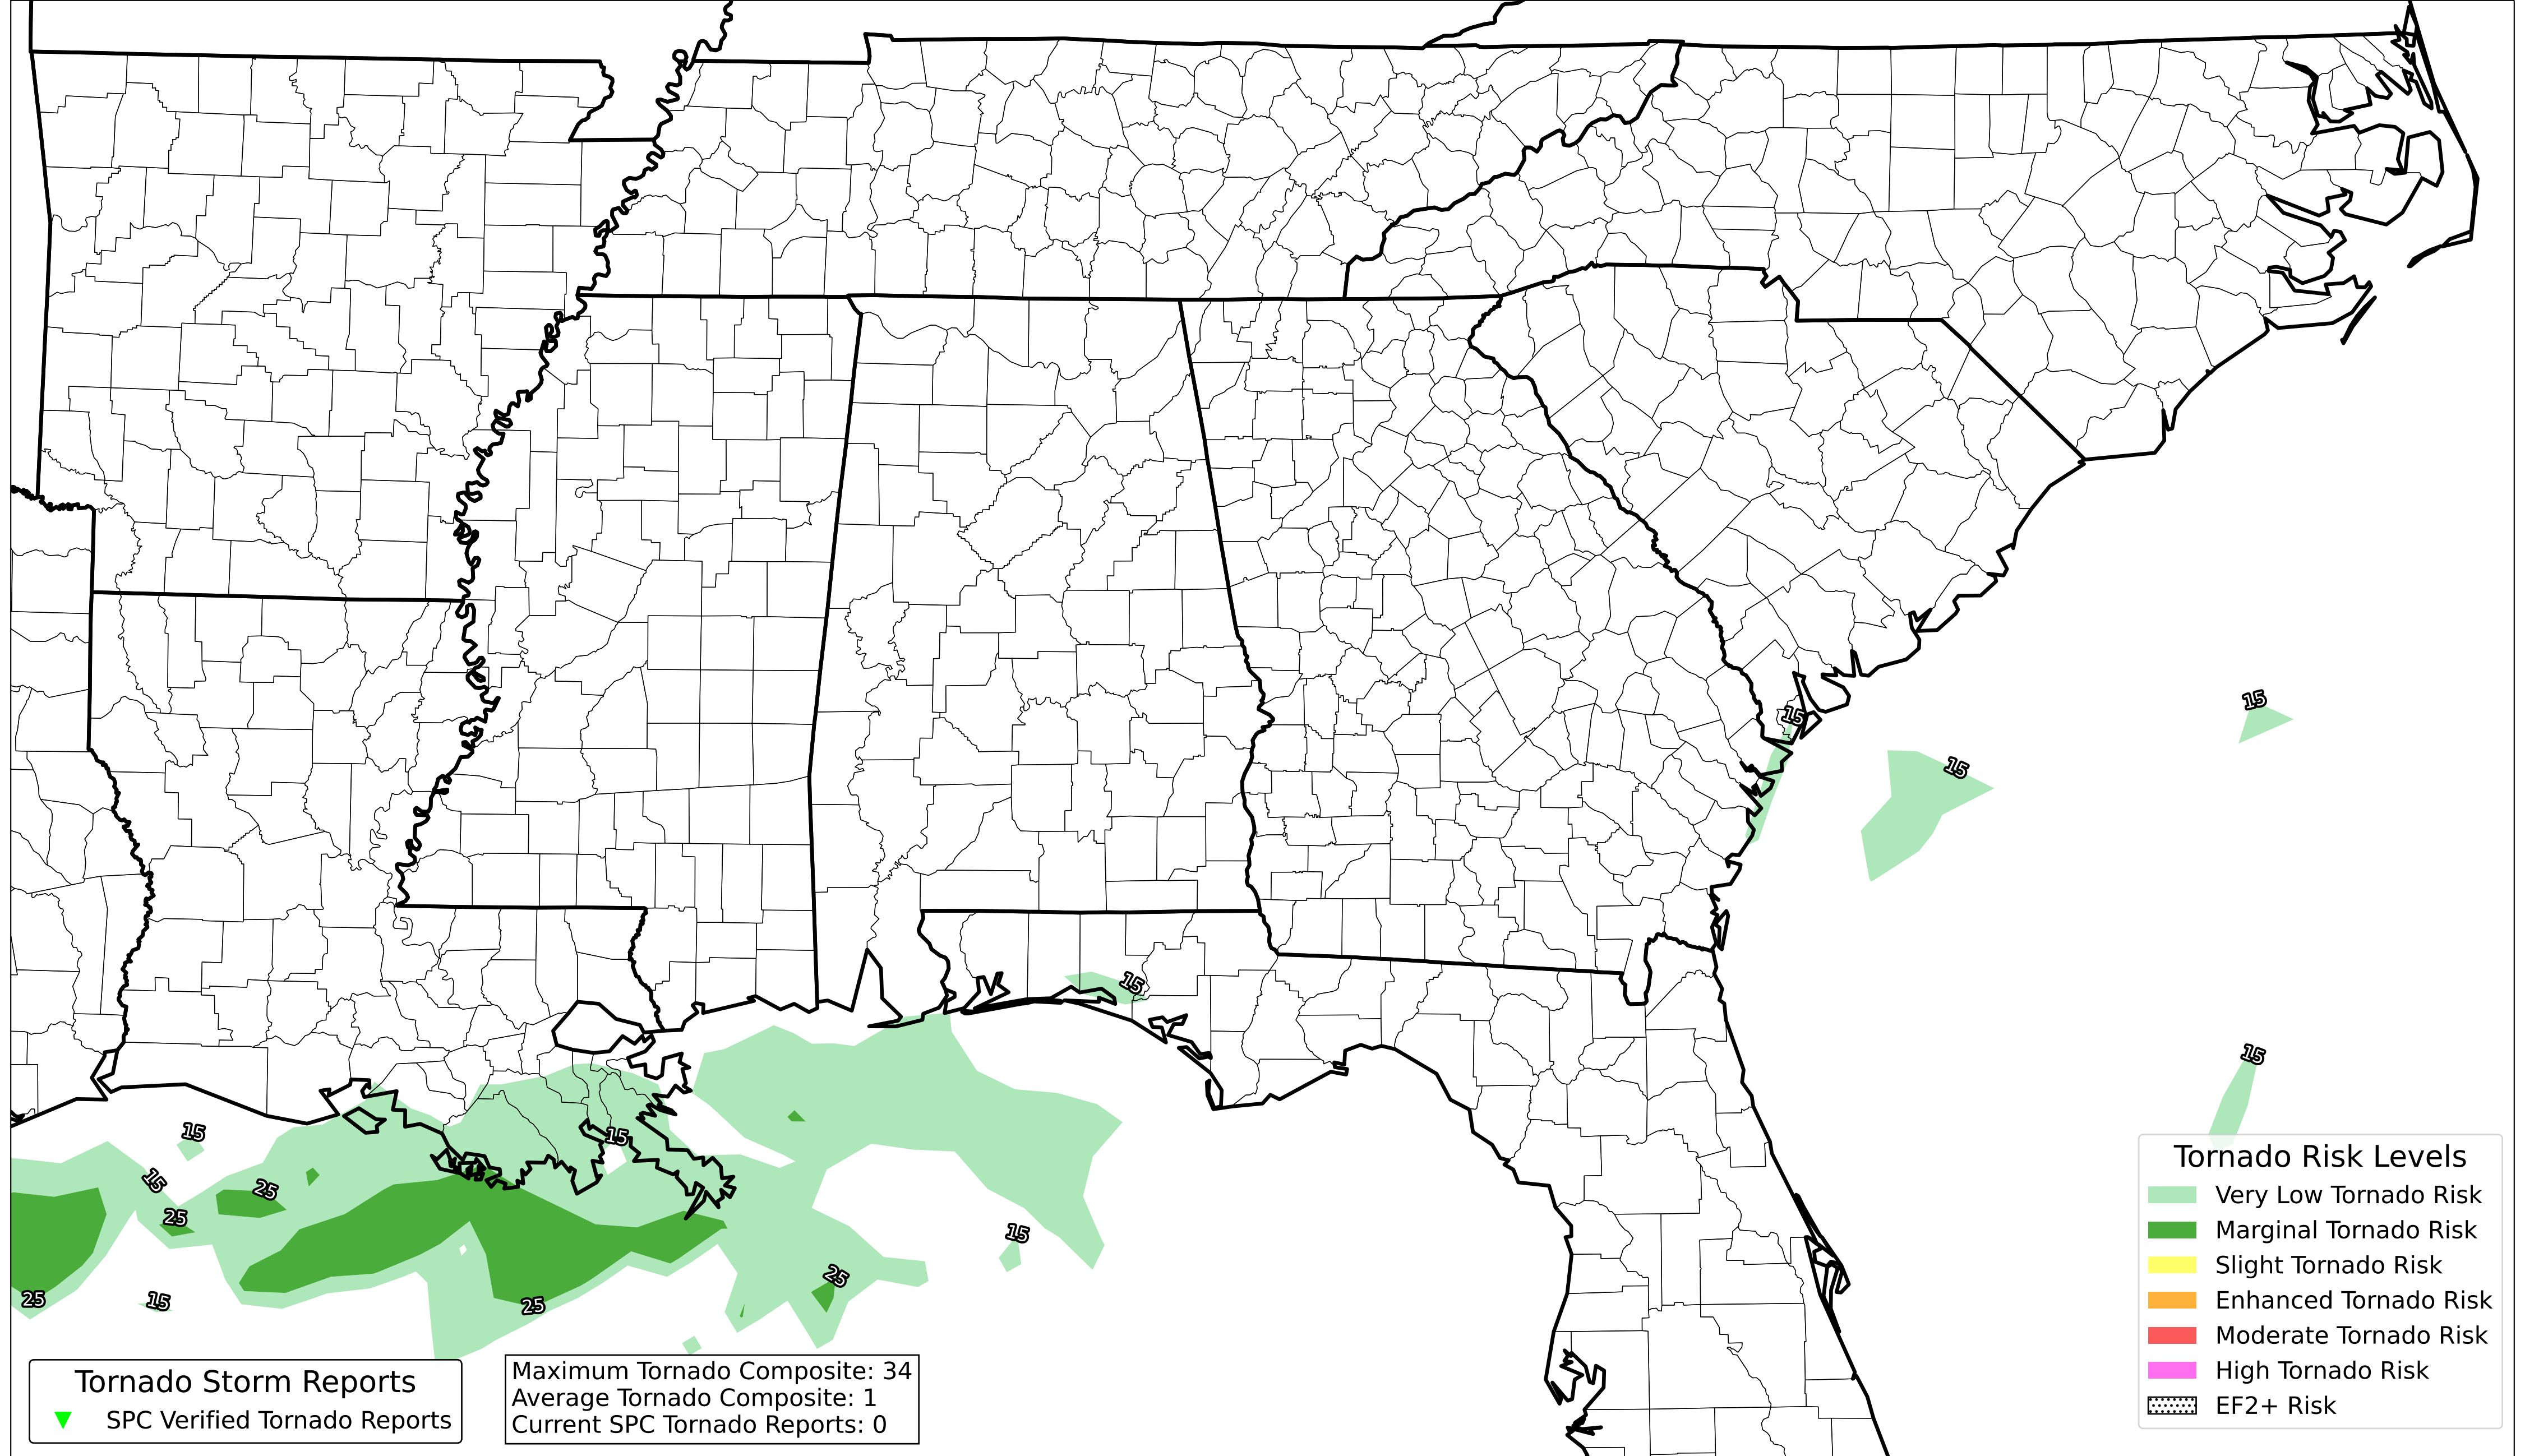 15
15
15
15
15
15
15
15
25
25
15
25
25
15
25
Tornado Risk Levels
Very Low Tornado Risk
Marginal Tornado Risk
Slight Tornado Risk
Enhanced Tornado Risk
Moderate Tornado Risk
High Tornado Risk
EF2+ Risk
Tornado Storm Reports
SPC Verified Tornado Reports
Maximum Tornado Composite: 34
Average Tornado Composite: 1
Current SPC Tornado Reports: 0